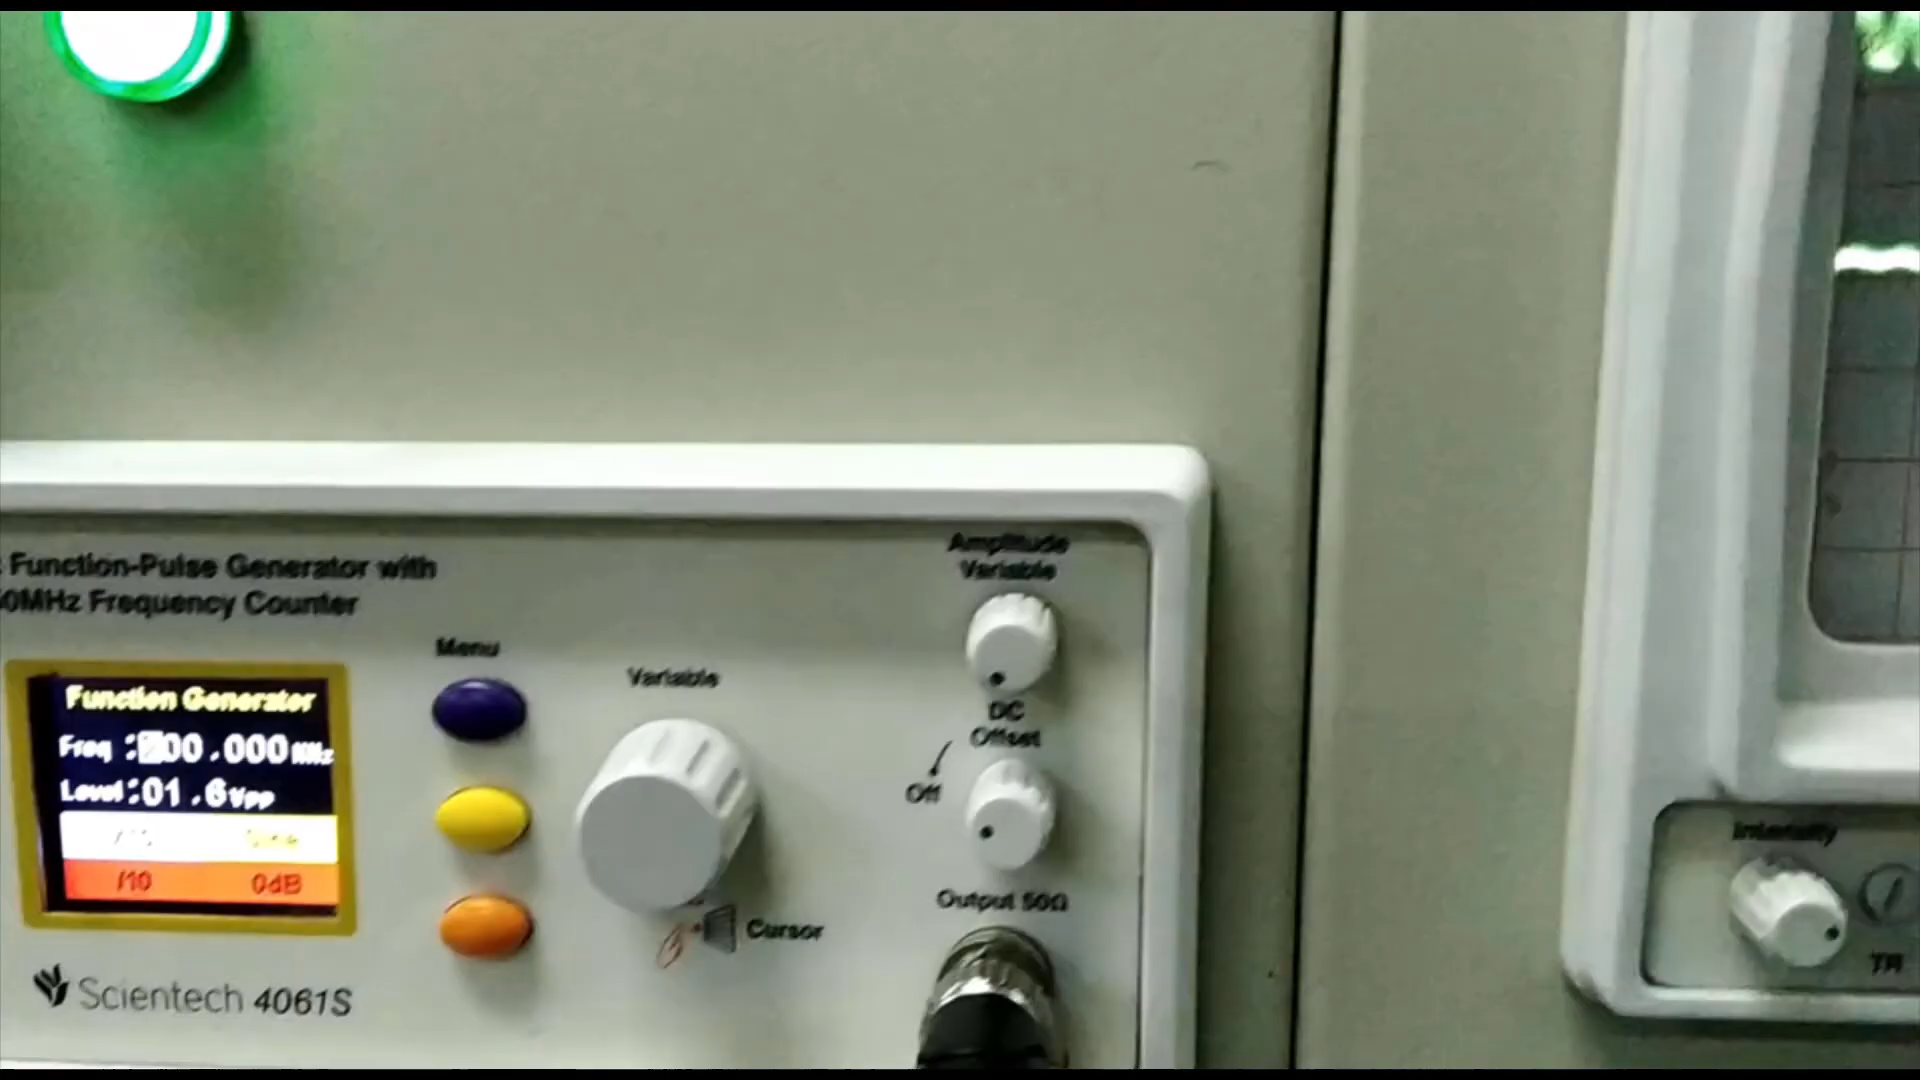 Function-Pulse Generator with
0MHz Frequency Counter
Amplitude
Variable
Menu
Variable
Function Generator
Freq :
00.000
Level:01.6Vpp
/10 0dB
DC
Offset
Off
Output 50Ω
Cursor
Scientech 4061S
Intensity
TR